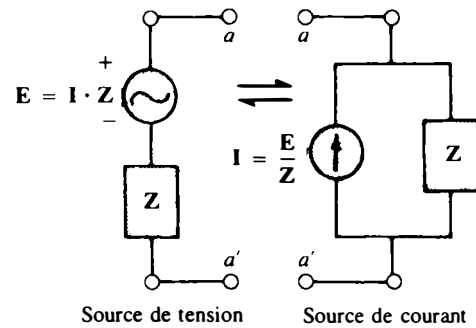 a
a
+
E = I · Z
−
I = E/Z
Z
Z
a'
a'
Source de tension
Source de courant